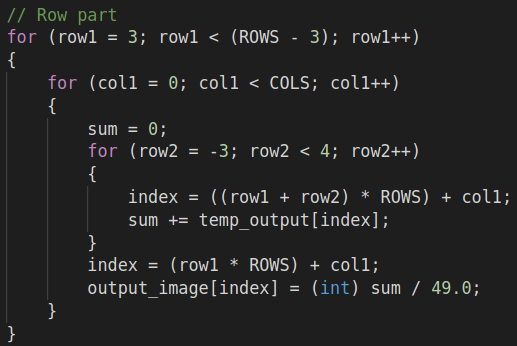 // Row part
for (row1 = 3; row1 < (ROWS - 3); row1++)
{
    for (col1 = 0; col1 < COLS; col1++)
    {
        sum = 0;
        for (row2 = -3; row2 < 4; row2++)
        {
            index = ((row1 + row2) * ROWS) + col1;
            sum += temp_output[index];
        }
        index = (row1 * ROWS) + col1;
        output_image[index] = (int) sum / 49.0;
    }
}